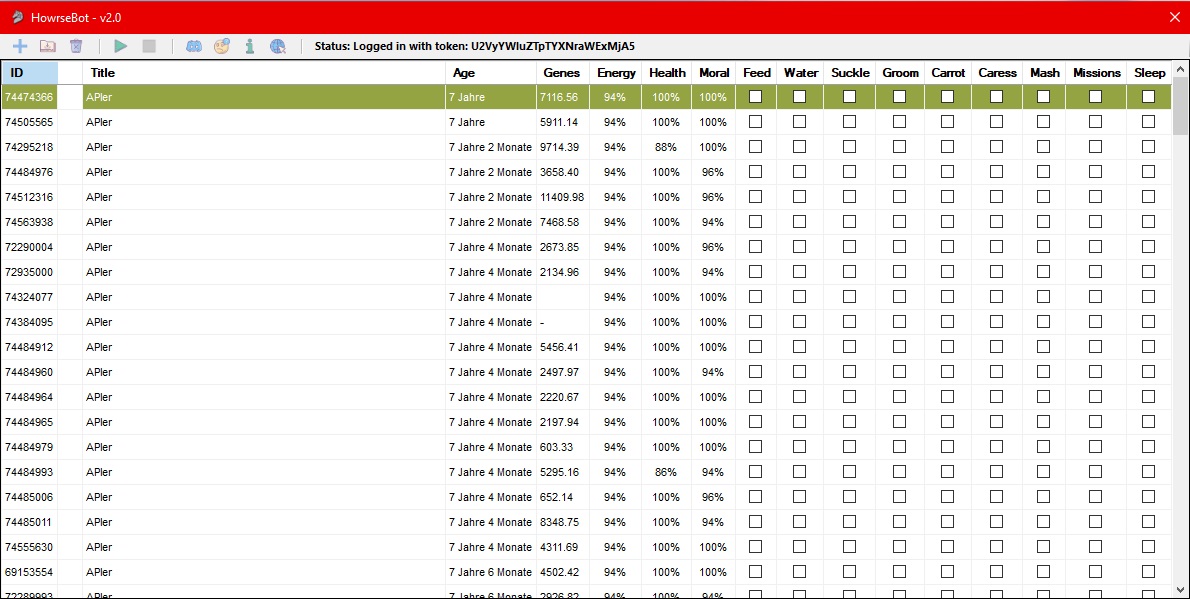 HowrseBot - v2.0
Status: Logged in with token: U2VyYWluZTpTYXNraWExMjA5
ID Title Age Genes Energy Health Moral Feed Water Suckle Groom Carrot Caress Mash Missions Sleep
74474366 APler 7 Jahre 7116.56 94% 100% 100%
74505565 APler 7 Jahre 5911.14 94% 100% 100%
74295218 APler 7 Jahre 2 Monate 9714.39 94% 88% 100%
74484976 APler 7 Jahre 2 Monate 3658.40 94% 100% 96%
74512316 APler 7 Jahre 2 Monate 11409.98 94% 100% 96%
74563938 APler 7 Jahre 2 Monate 7468.58 94% 100% 94%
72290004 APler 7 Jahre 4 Monate 2673.85 94% 100% 96%
72935000 APler 7 Jahre 4 Monate 2134.96 94% 100% 94%
74324077 APler 7 Jahre 4 Monate 94% 100% 100%
74384095 APler 7 Jahre 4 Monate - 94% 100% 100%
74484912 APler 7 Jahre 4 Monate 5456.41 94% 100% 100%
74484960 APler 7 Jahre 4 Monate 2497.97 94% 100% 94%
74484964 APler 7 Jahre 4 Monate 2220.67 94% 100% 100%
74484965 APler 7 Jahre 4 Monate 2197.94 94% 100% 100%
74484979 APler 7 Jahre 4 Monate 603.33 94% 100% 100%
74484993 APler 7 Jahre 4 Monate 5295.16 94% 86% 94%
74485006 APler 7 Jahre 4 Monate 652.14 94% 100% 96%
74485011 APler 7 Jahre 4 Monate 8348.75 94% 100% 94%
74555630 APler 7 Jahre 4 Monate 4311.69 94% 100% 100%
69153554 APler 7 Jahre 6 Monate 4502.42 94% 100% 100%
72289993 APler 7 Jahre 6 Monate 2926.82 94% 100% 94%